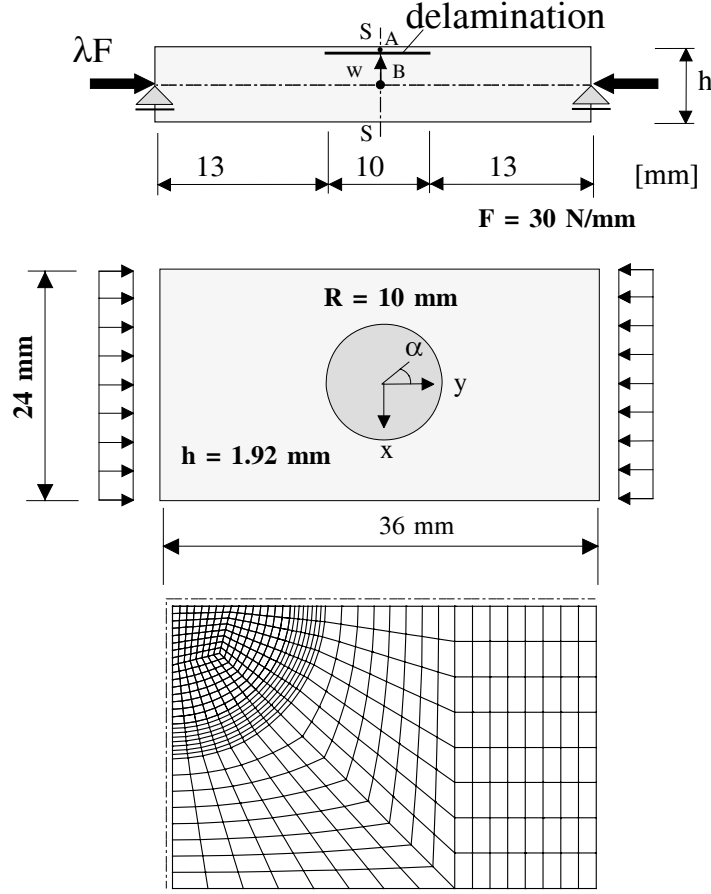 delamination
S
A
λF
w
B
h
S
13
10
13
[mm]
F = 30 N/mm
R = 10 mm
α
y
x
24 mm
h = 1.92 mm
36 mm